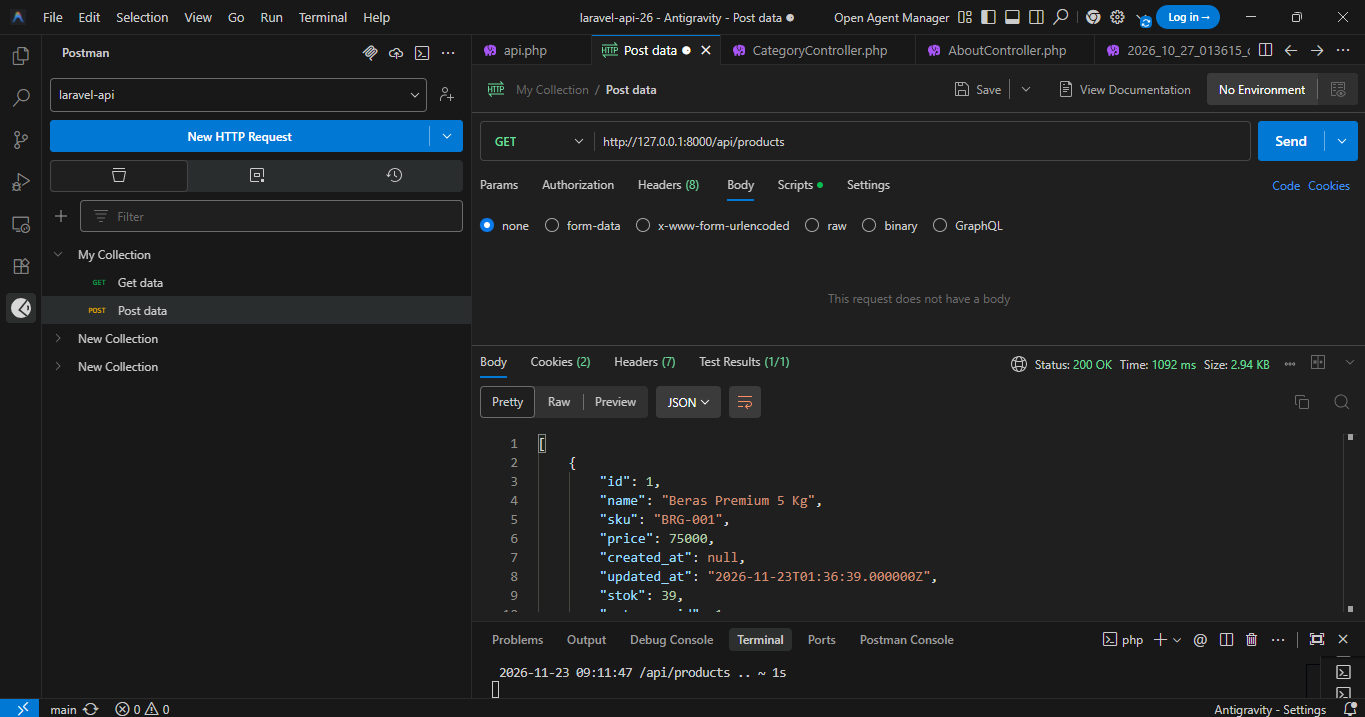 File Edit Selection View Go Run Terminal Help laravel-api-26 - Antigravity - Post data ● Open Agent Manager Log in →
Postman
api.php HTTP Post data ● CategoryController.php AboutController.php 2026_10_27_013615_c
laravel-api
HTTP My Collection / Post data Save View Documentation No Environment
New HTTP Request
GET http://127.0.0.1:8000/api/products Send
Params Authorization Headers (8) Body Scripts Settings Code Cookies
Filter
none form-data x-www-form-urlencoded raw binary GraphQL
My Collection
GET Get data
POST Post data
New Collection
New Collection
This request does not have a body
Body Cookies (2) Headers (7) Test Results (1/1) Status: 200 OK Time: 1092 ms Size: 2.94 KB
Pretty Raw Preview JSON
1 [
2 {
3 "id": 1,
4 "name": "Beras Premium 5 Kg",
5 "sku": "BRG-001",
6 "price": 75000,
7 "created_at": null,
8 "updated_at": "2026-11-23T01:36:39.000000Z",
9 "stok": 39,
Problems Output Debug Console Terminal Ports Postman Console php
2026-11-23 09:11:47 /api/products .. ~ 1s
main 0 0 Antigravity - Settings